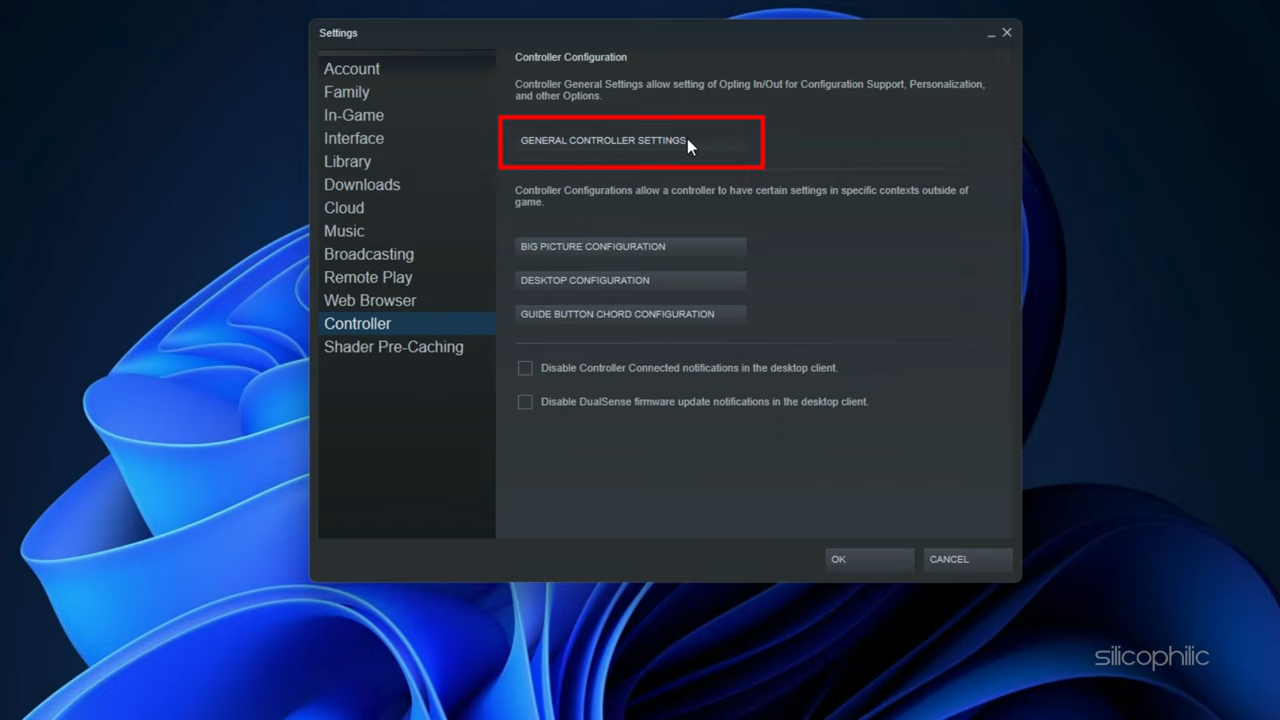 Settings
Account
Family
In-Game
Interface
Library
Downloads
Cloud
Music
Broadcasting
Remote Play
Web Browser
Controller
Shader Pre-Caching
Controller Configuration
Controller General Settings allow setting of Opting In/Out for Configuration Support, Personalization,
and other Options.
GENERAL CONTROLLER SETTINGS
Controller Configurations allow a controller to have certain settings in specific contexts outside of
game.
BIG PICTURE CONFIGURATION
DESKTOP CONFIGURATION
GUIDE BUTTON CHORD CONFIGURATION
Disable Controller Connected notifications in the desktop client.
Disable DualSense firmware update notifications in the desktop client.
OK
CANCEL
silicophilic